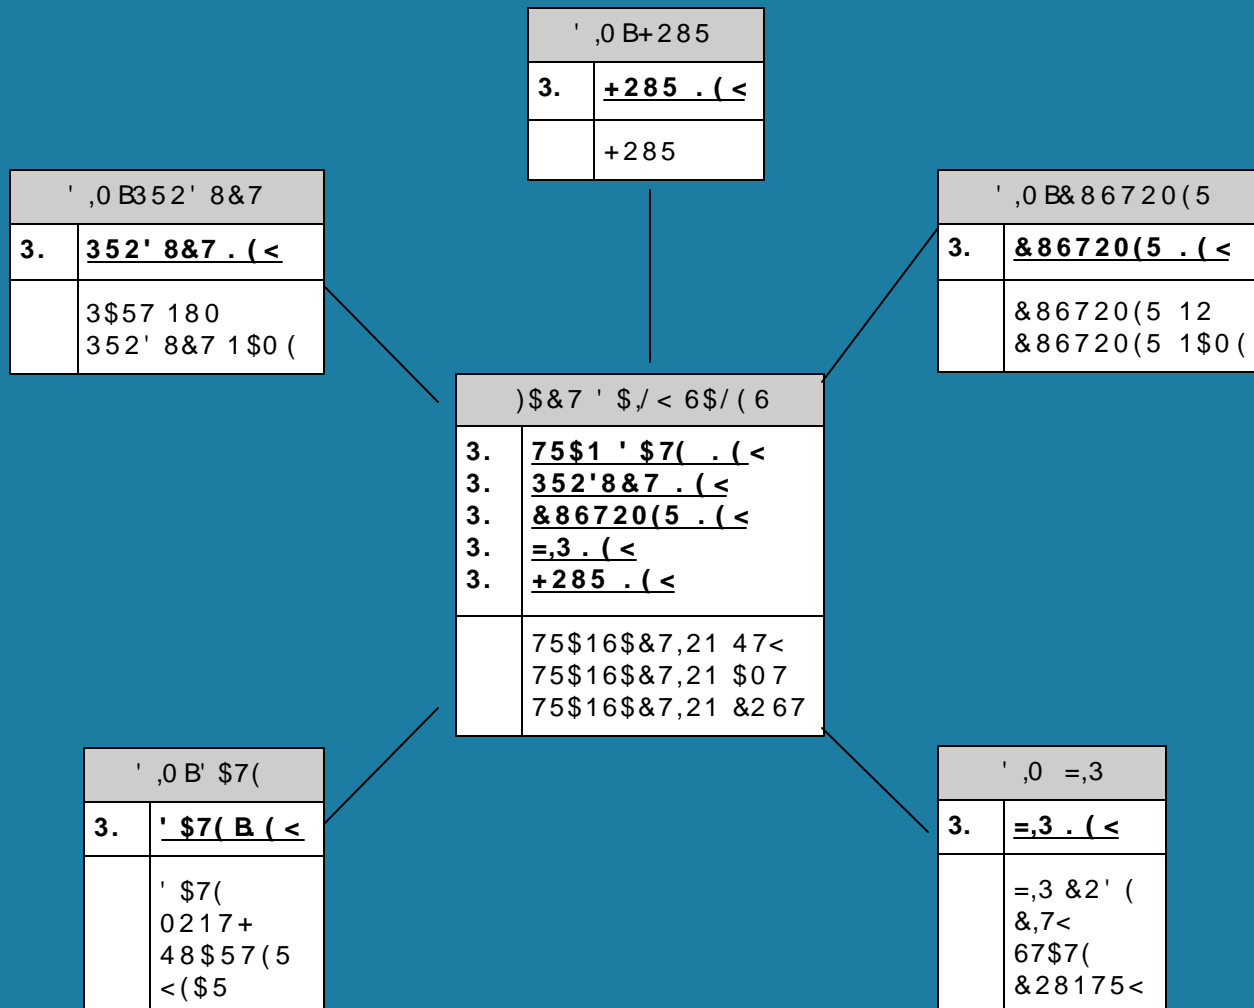 ' ,0 B+285
3. +285 .(<
+285
' ,0 B352' 8&7
3. 352' 8&7 .(<
3$57 180
352' 8&7 1$0(
' ,0 B&86720(5
3. &86720(5 .(<
&86720(5 12
&86720(5 1$0(
)$&7 ' $,/< 6$/(6
3. 75$1 ' $7( .(<
3. 352'8&7 .(<
3. &86720(5 .(<
3. =,3 .(<
3. +285 .(<
75$16$&7,21 47<
75$16$&7,21 $07
75$16$&7,21 &267
' ,0 B' $7(
3. ' $7( B.(<
' $7(
0217+
48$57(5
<($5
' ,0 =,3
3. =,3 .(<
=,3 &2' (
&,7<
67$7(
&28175<